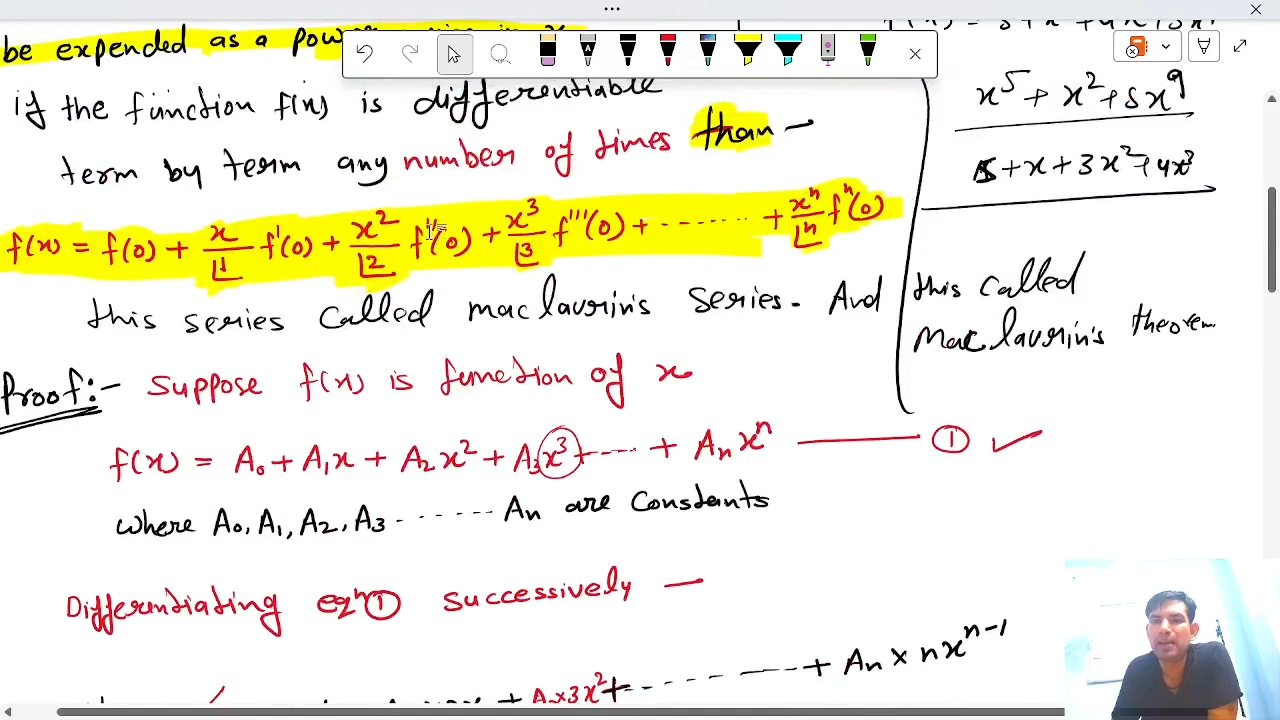 be expended as a power
if the function f(x) is differentiable
term by term any number of times than —
f(x) = f(0) + x/⌊1 f'(0) + x²/⌊2 f''(0) + x³/⌊3 f'''(0) + ------- + xⁿ/⌊n fⁿ(0)
this series called maclaurin's series. And
Proof:- Suppose f(x) is function of x
f(x) = A₀ + A₁x + A₂x² + A₃x³ + ---- + Aₙxⁿ ——— ① ✓
where A₀, A₁, A₂, A₃ ------- An are constants
Differentiating eqⁿ① successively —
+ A₃×3x² + -------- + An × nxⁿ⁻¹
x⁵ + x² + 5x⁹
5 + x + 3x² + 4x³
this called
Maclaurin's theorem